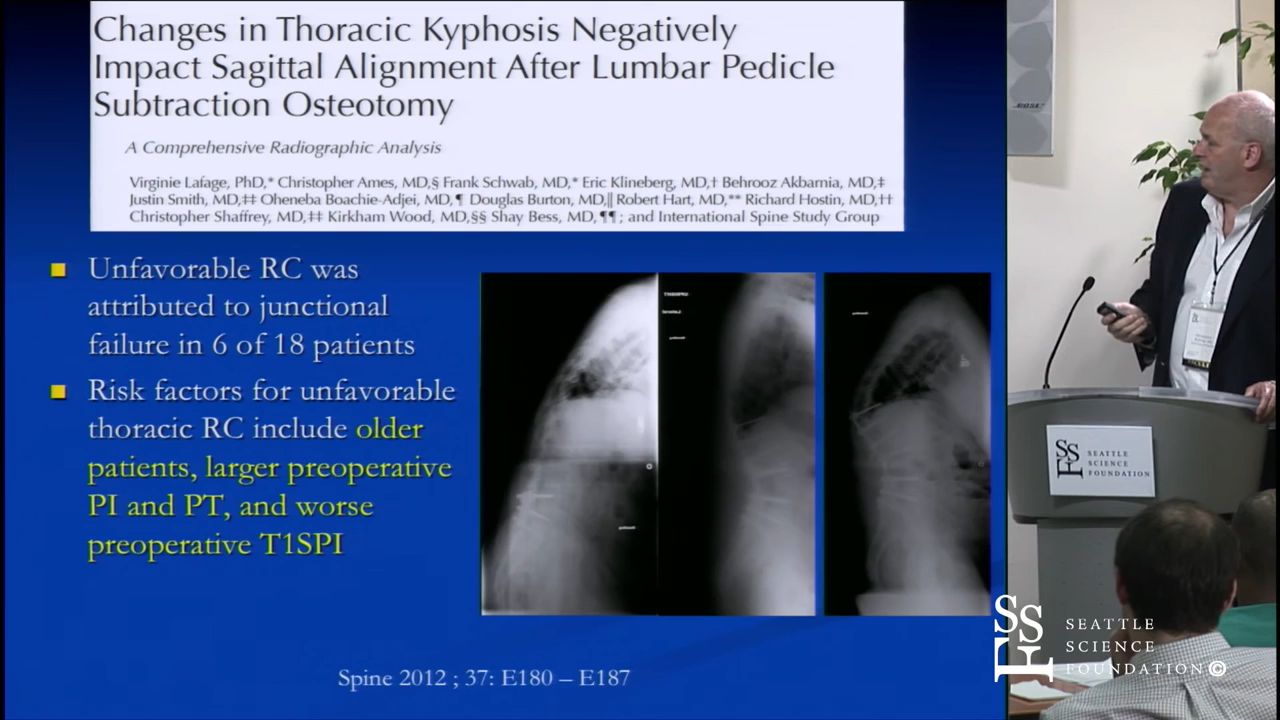 Changes in Thoracic Kyphosis Negatively
Impact Sagittal Alignment After Lumbar Pedicle
Subtraction Osteotomy
A Comprehensive Radiographic Analysis
Virginie Lafage, PhD,* Christopher Ames, MD,§ Frank Schwab, MD,* Eric Klineberg, MD,† Behrooz Akbarnia, MD,‡
Justin Smith, MD,‡‡ Oheneba Boachie-Adjei, MD,¶ Douglas Burton, MD,|| Robert Hart, MD,** Richard Hostin, MD,††
Christopher Shaffrey, MD,‡‡ Kirkham Wood, MD,§§ Shay Bess, MD,¶¶; and International Spine Study Group
■ Unfavorable RC was
attributed to junctional
failure in 6 of 18 patients
■ Risk factors for unfavorable
thoracic RC include older
patients, larger preoperative
PI and PT, and worse
preoperative T1SPI
Spine 2012 ; 37: E180 – E187
BOSE
SSF
SEATTLE
SCIENCE
FOUNDATION
SSF
SEATTLE
SCIENCE
FOUNDATION©